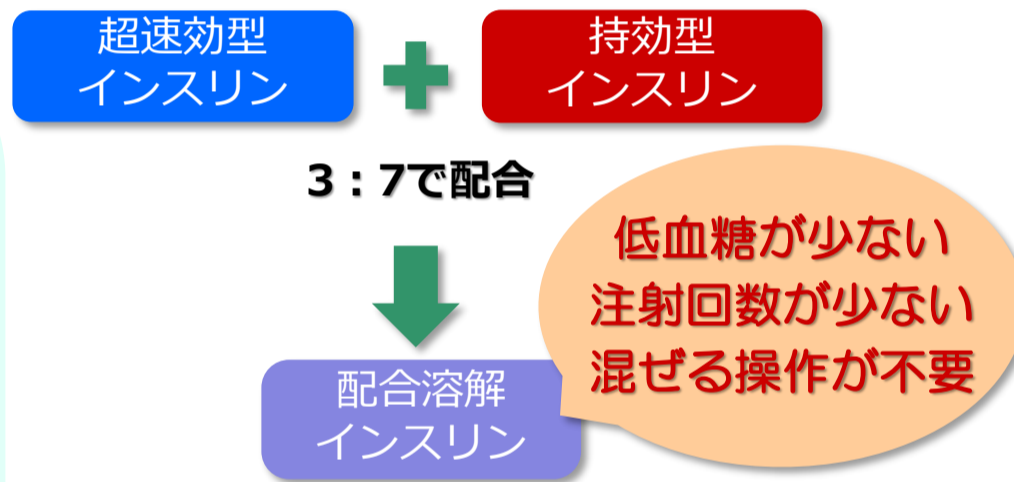 超速効型
インスリン
持効型
インスリン
3：7で配合
低血糖が少ない
注射回数が少ない
混ぜる操作が不要
配合溶解
インスリン